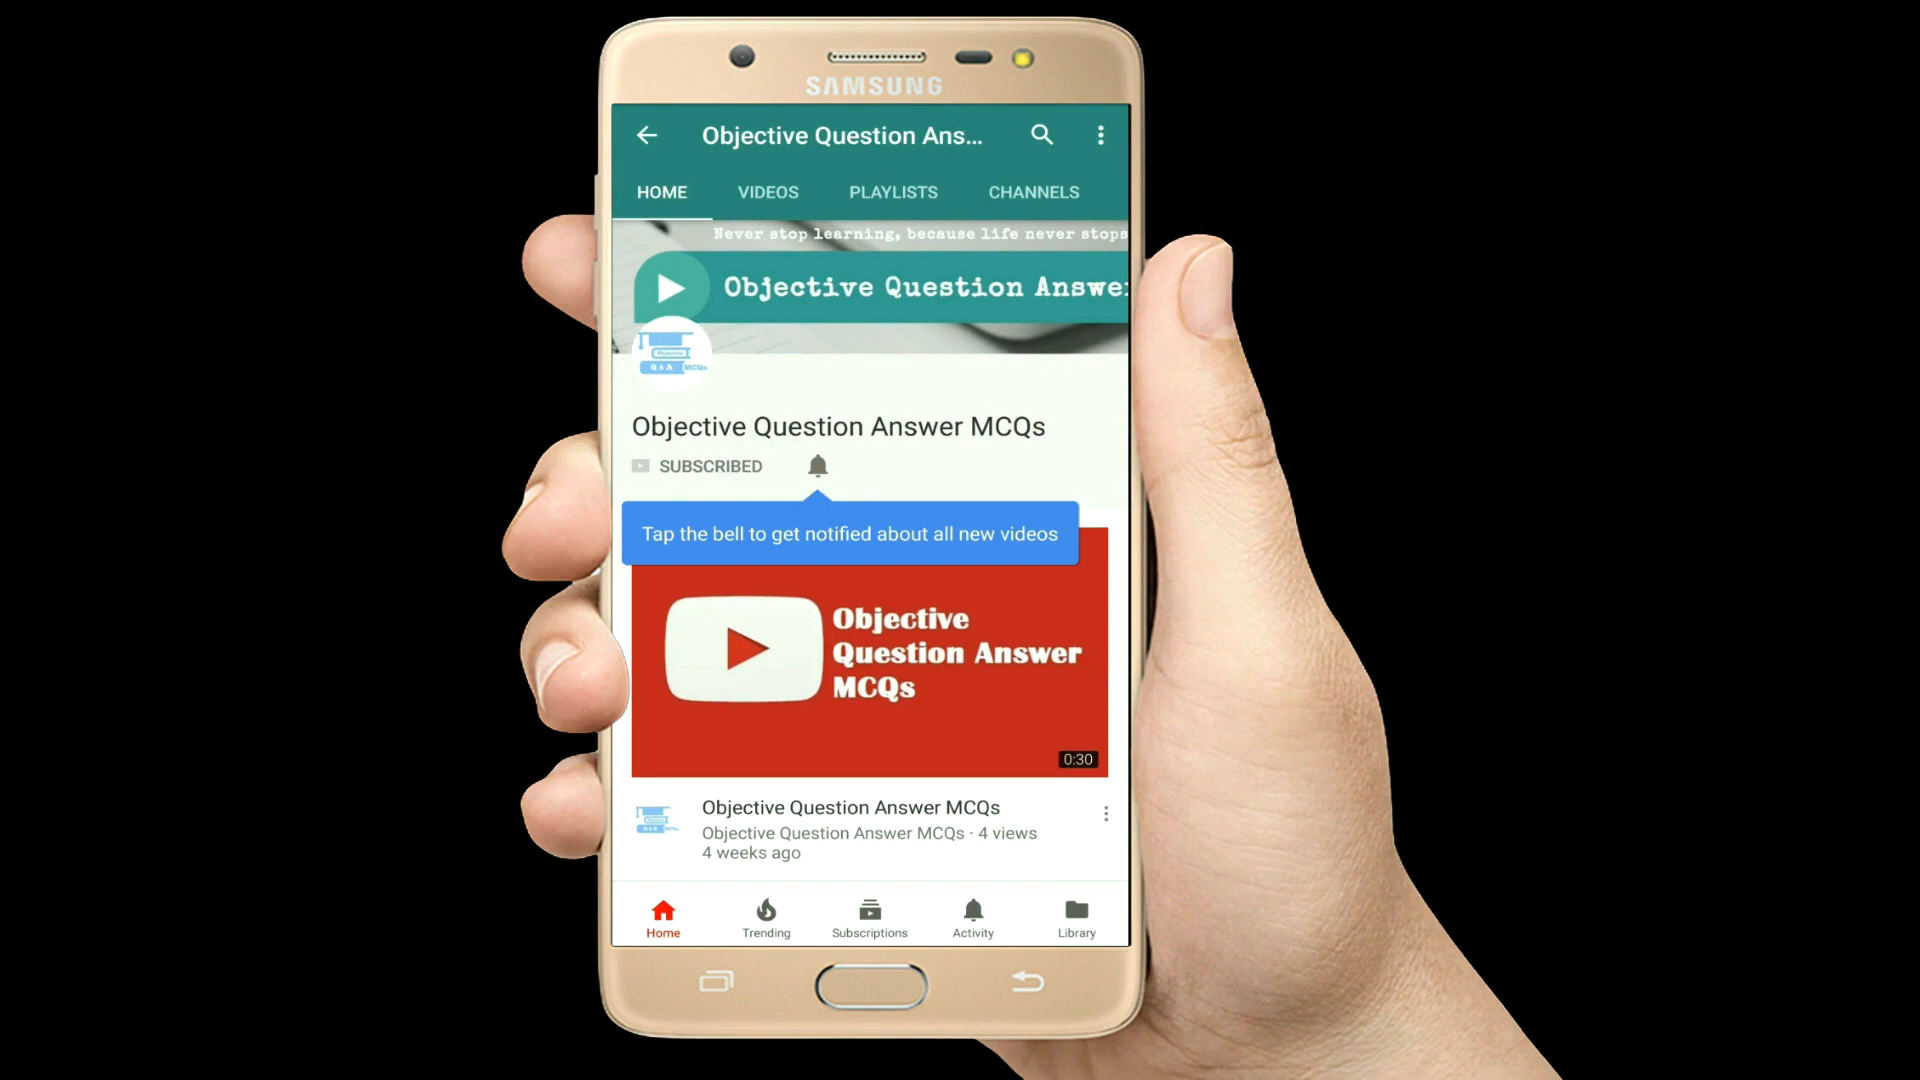 SAMSUNG
Objective Question Ans...
HOME VIDEOS PLAYLISTS CHANNELS
Never stop learning, because life never stops
Objective Question Answe
Objective
Q & A MCQs
Objective Question Answer MCQs
SUBSCRIBED
Tap the bell to get notified about all new videos
Objective
Question Answer
MCQs
0:30
Objective Question Answer MCQs
Objective Question Answer MCQs · 4 views
4 weeks ago
Home Trending Subscriptions Activity Library